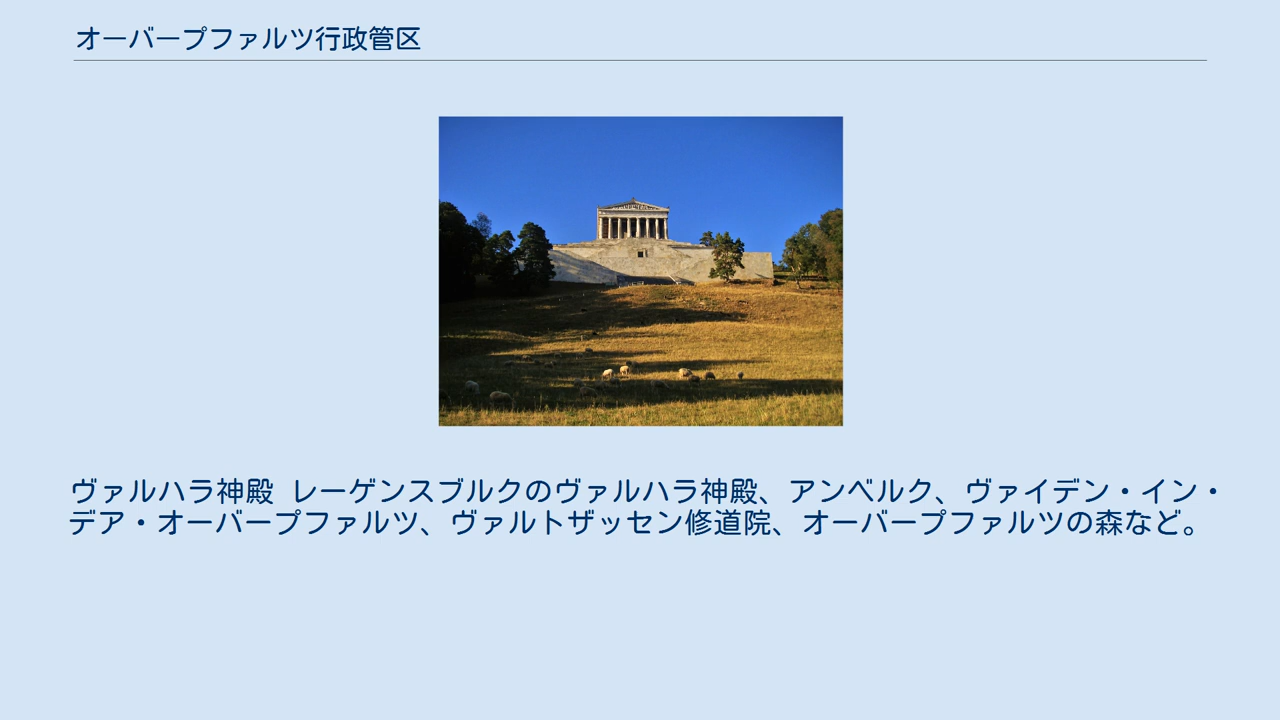 オーバープファルツ行政管区
ヴァルハラ神殿 レーゲンスブルクのヴァルハラ神殿、アンベルク、ヴァイデン・イン・
デア・オーバープファルツ、ヴァルトザッセン修道院、オーバープファルツの森など。